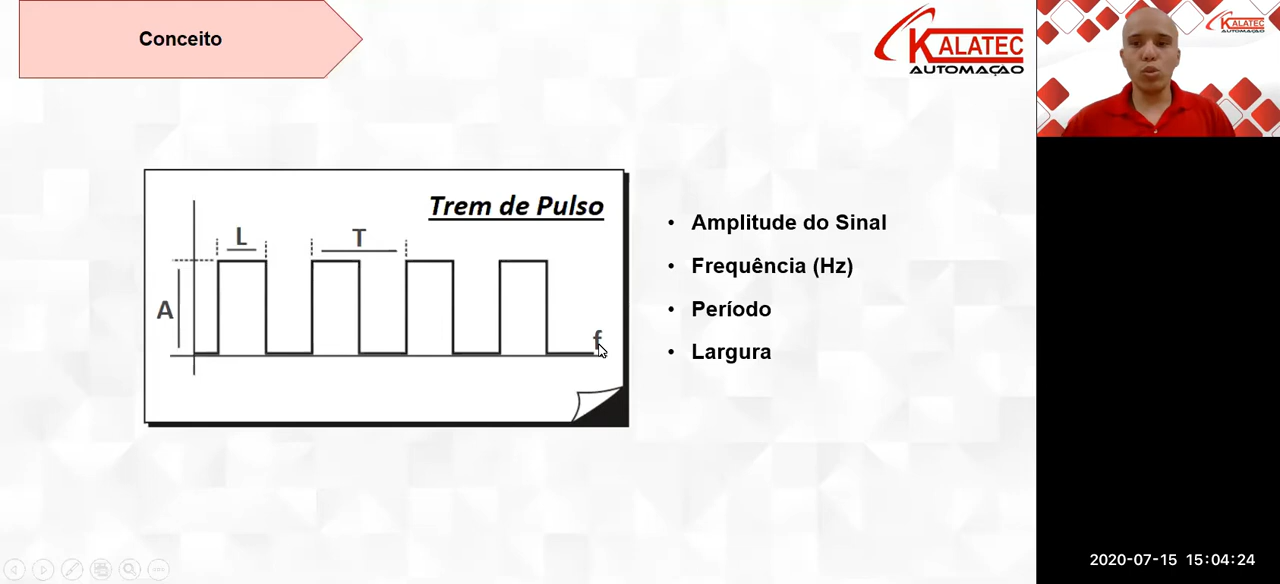 Conceito
KALATEC
AUTOMAÇÃO
KALATEC
AUTOMAÇÃO
Trem de Pulso
L
T
A
f
• Amplitude do Sinal
• Frequência (Hz)
• Período
• Largura
2020-07-15 15:04:24